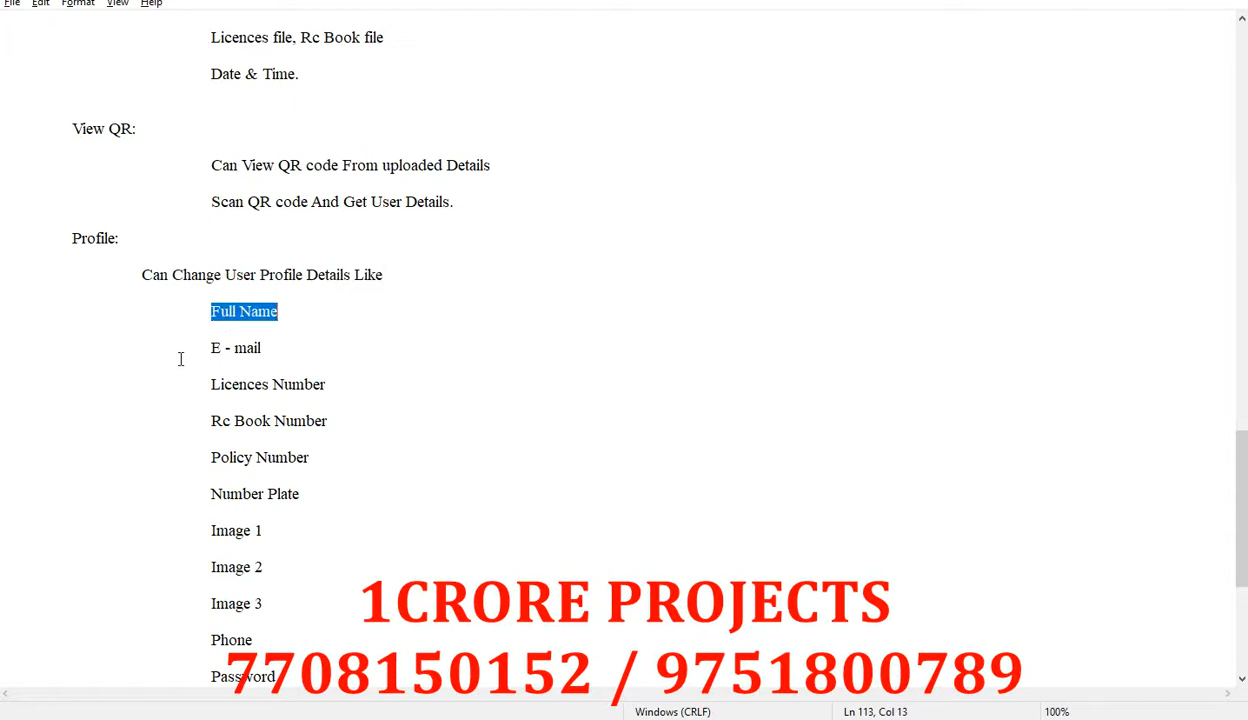 File Edit Format View Help
Licences file, Rc Book file
Date & Time.
View QR:
Can View QR code From uploaded Details
Scan QR code And Get User Details.
Profile:
Can Change User Profile Details Like
Full Name
E - mail
Licences Number
Rc Book Number
Policy Number
Number Plate
Image 1
Image 2
Image 3
Phone
Password
1CRORE PROJECTS
7708150152 / 9751800789
Windows (CRLF) Ln 113, Col 13 100%